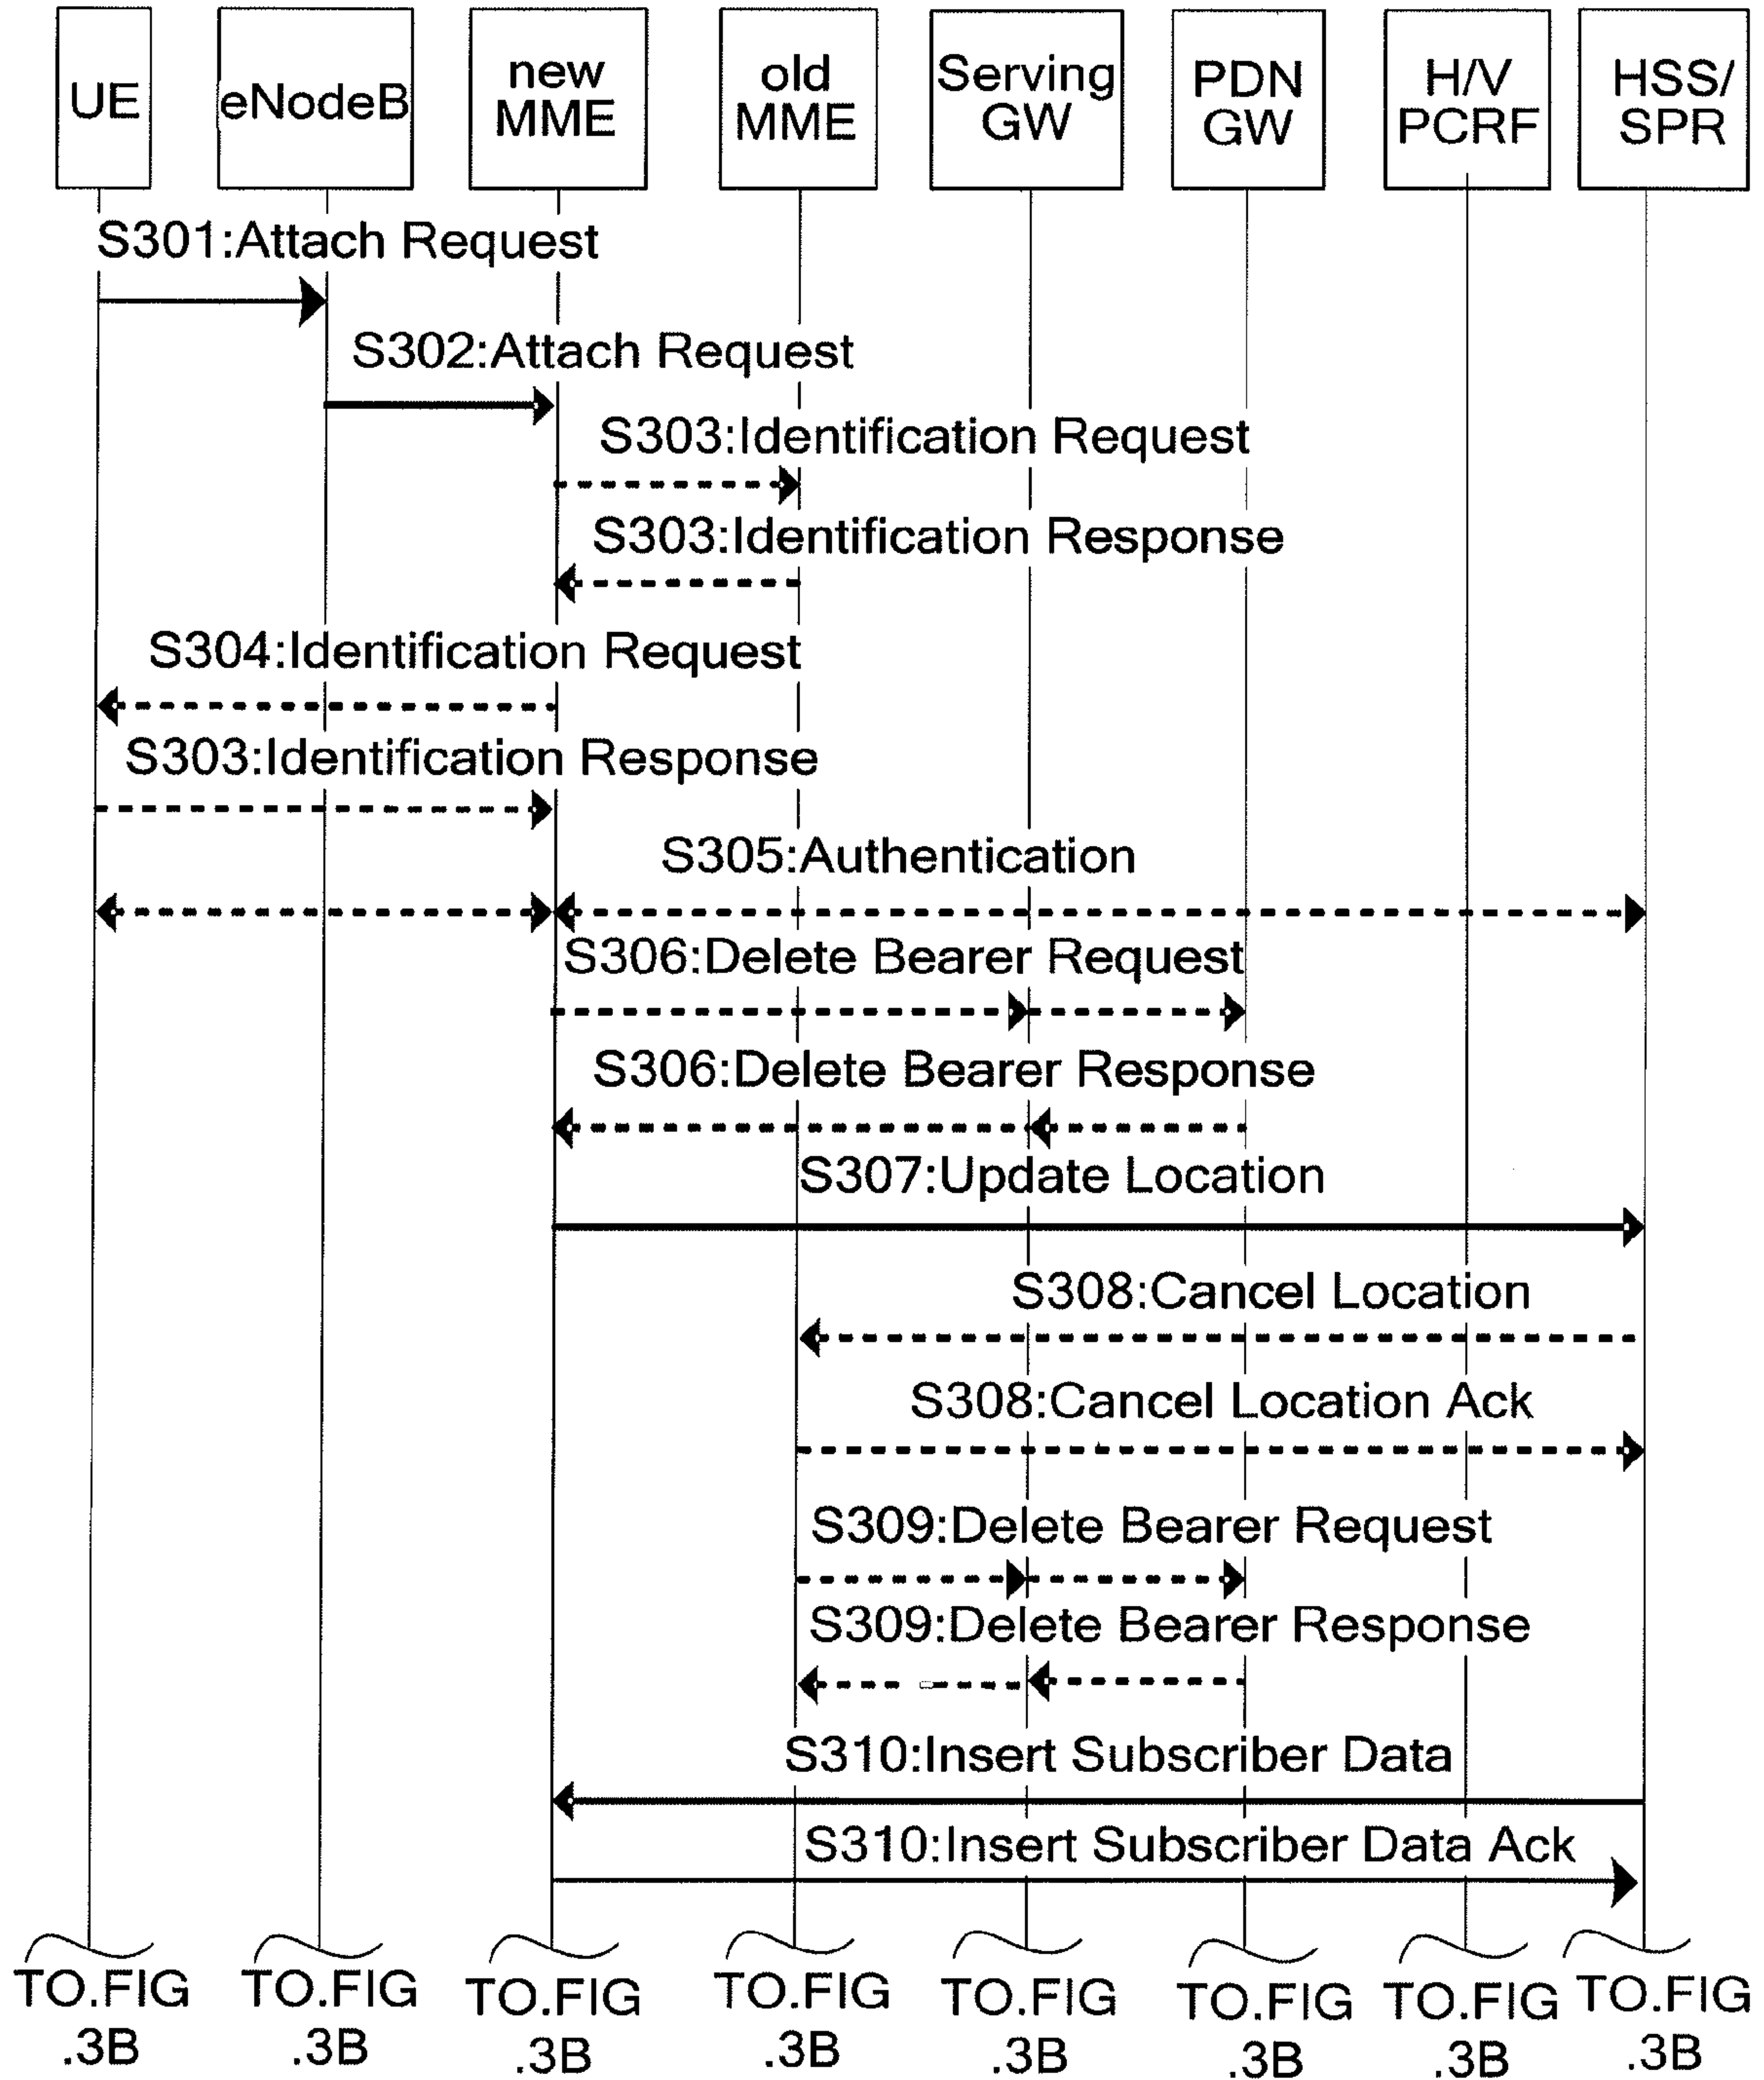 UE
eNodeB
new
MME
old
MME
Serving
GW
PDN
GW
H/V
PCRF
HSS/
SPR
S301:Attach Request
S302:Attach Request
S303:Identification Request
S303:Identification Response
S304:Identification Request
S303:Identification Response
S305:Authentication
S306:Delete Bearer Request
S306:Delete Bearer Response
S307:Update Location
S308:Cancel Location
S308:Cancel Location Ack
S309:Delete Bearer Request
S309:Delete Bearer Response
S310:Insert Subscriber Data
S310:Insert Subscriber Data Ack
TO.FIG
.3B
TO.FIG
.3B
TO.FIG
.3B
TO.FIG
.3B
TO.FIG
.3B
TO.FIG
.3B
TO.FIG
.3B
TO.FIG
.3B